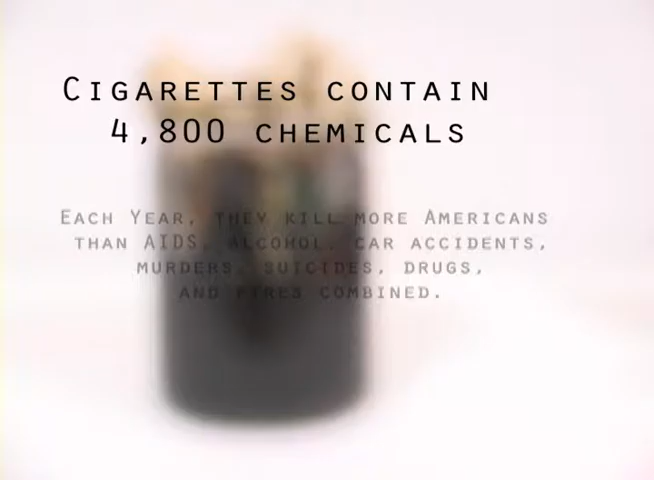 Cigarettes contain
4,800 chemicals
Each Year, they kill more Americans
than AIDS, alcohol, car accidents,
murders, suicides, drugs,
and fires combined.